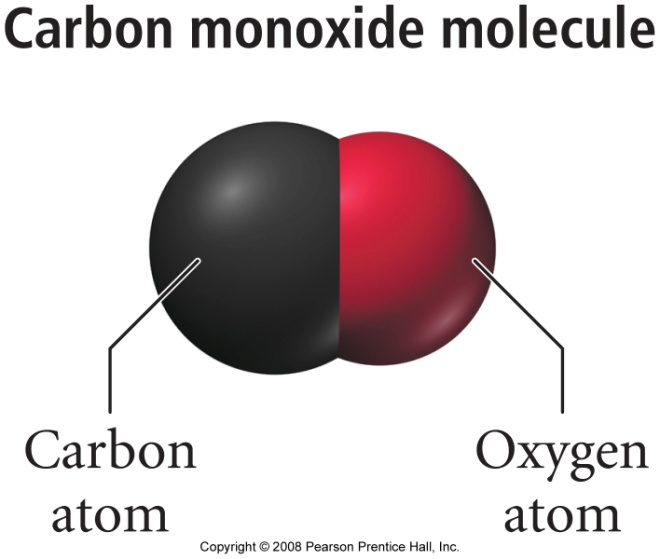 Carbon monoxide molecule
Carbon
atom
Oxygen
atom
Copyright © 2008 Pearson Prentice Hall, Inc.